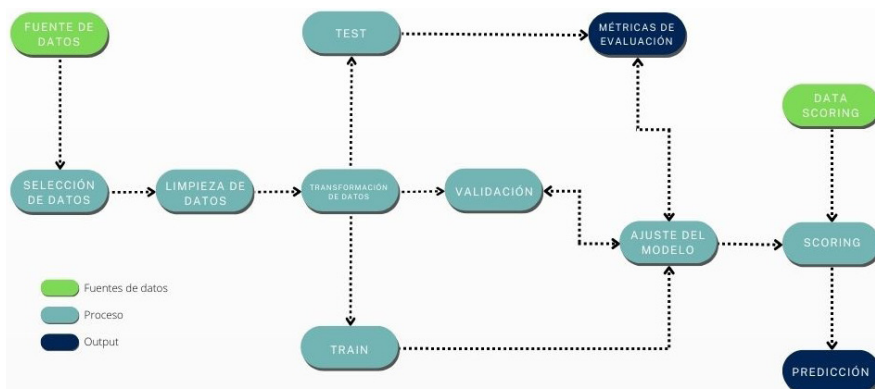 FUENTE DE
DATOS
TEST
MÉTRICAS DE
EVALUACIÓN
DATA
SCORING
SELECCIÓN
DE DATOS
LIMPIEZA DE
DATOS
TRANSFORMACIÓN
DE DATOS
VALIDACIÓN
AJUSTE DEL
MODELO
SCORING
Fuentes de datos
Proceso
Output
TRAIN
PREDICCIÓN